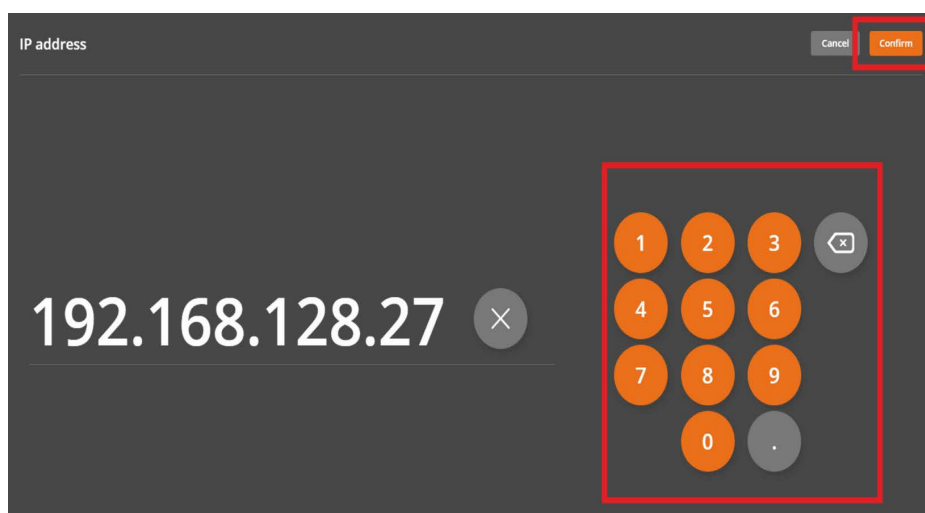 IP address
Cancel Confirm
1 2 3
192.168.128.27
4 5 6
7 8 9
0 .